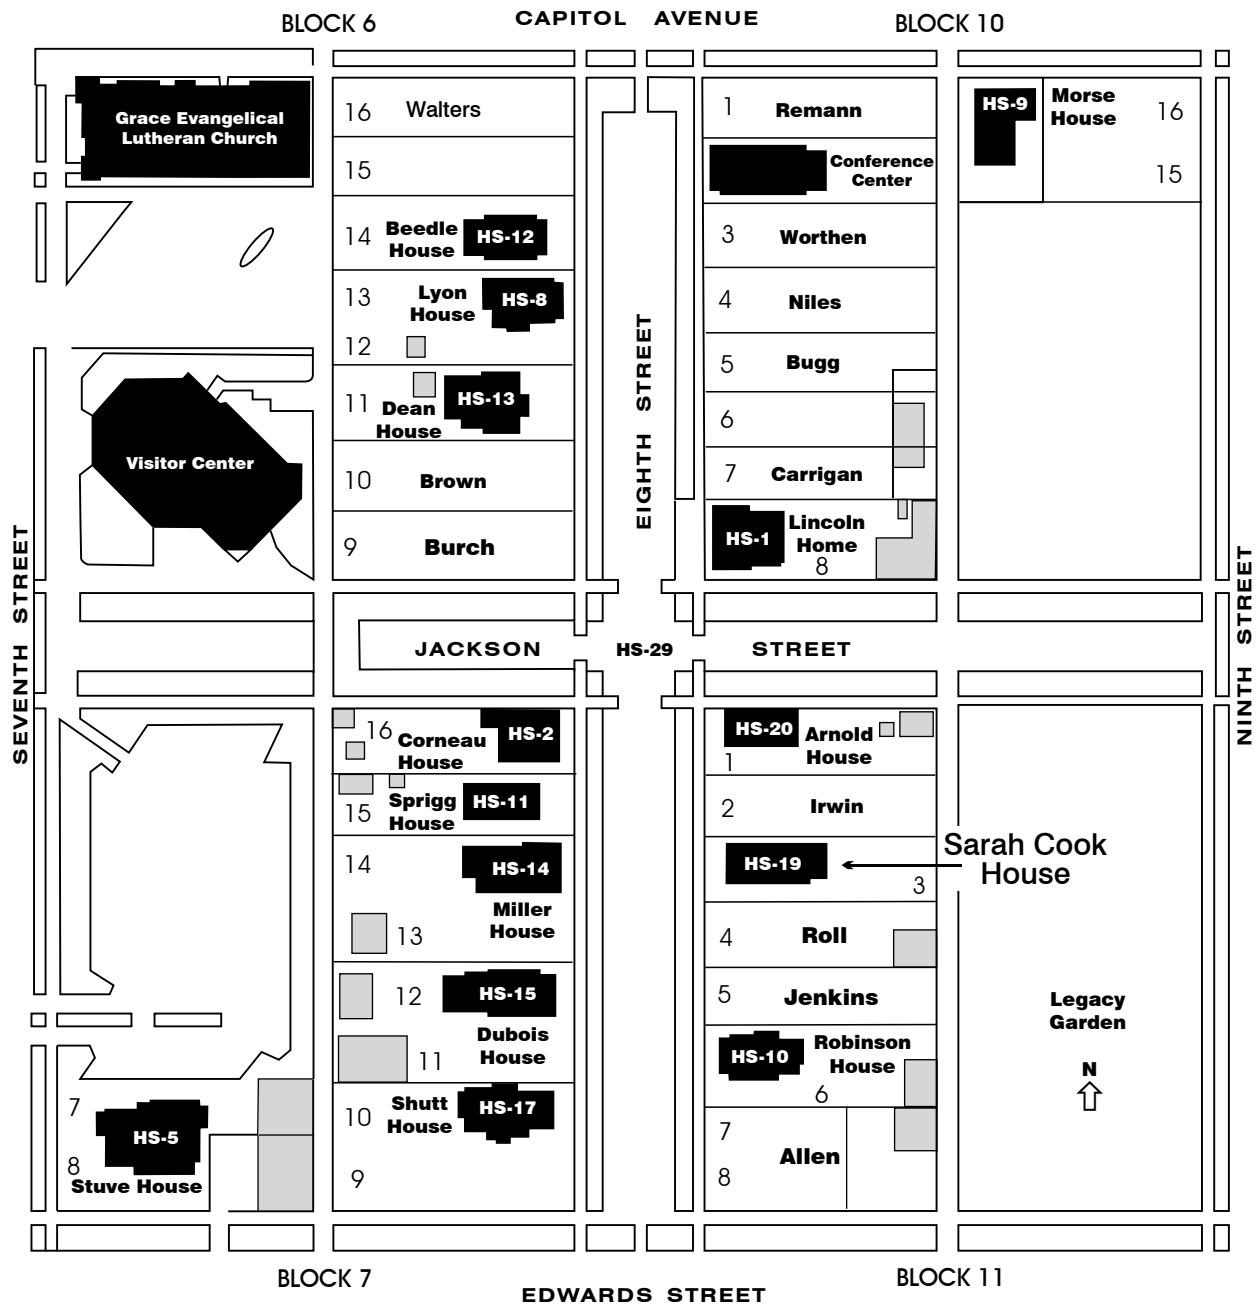 BLOCK 6
CAPITOL AVENUE
BLOCK 10
Grace Evangelical
Lutheran Church
16 Walters
15
14 Beedle
House
HS-12
13 Lyon
House
HS-8
12
11 Dean
House
HS-13
10 Brown
9 Burch
Visitor Center
SEVENTH STREET
EIGHTH STREET
1 Remann
Conference
Center
3 Worthen
4 Niles
5 Bugg
6
7 Carrigan
HS-1
Lincoln
Home
8
HS-9
Morse
House
16
15
NINTH STREET
JACKSON HS-29 STREET
16 Corneau
House
HS-2
15 Sprigg
House
HS-11
14
HS-14
Miller
House
13
12
HS-15
Dubois
House
11
10 Shutt
House
HS-17
9
7
HS-5
8
Stuve House
HS-20
Arnold
House
1
2 Irwin
HS-19
3
Sarah Cook
House
4 Roll
5 Jenkins
HS-10
Robinson
House
6
7
Allen
8
Legacy
Garden
N
BLOCK 7
EDWARDS STREET
BLOCK 11